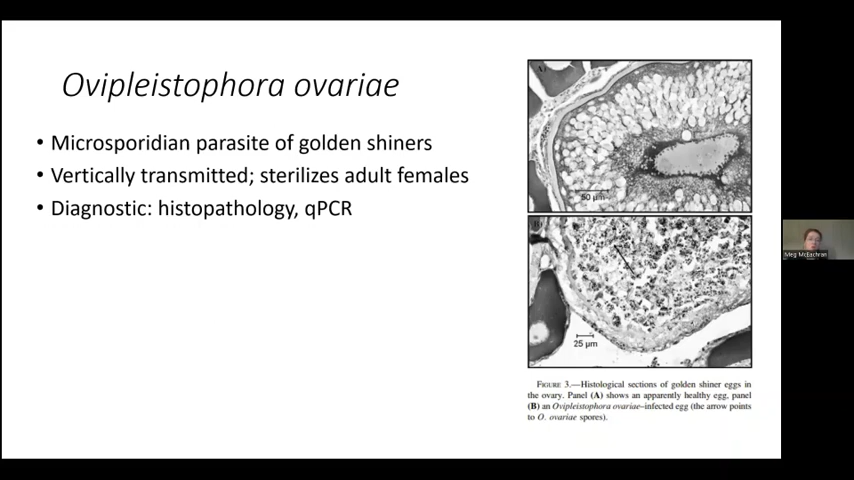 Ovipleistophora ovariae
• Microsporidian parasite of golden shiners
• Vertically transmitted; sterilizes adult females
• Diagnostic: histopathology, qPCR
50 µm
25 µm
FIGURE 3.—Histological sections of golden shiner eggs in
the ovary. Panel (A) shows an apparently healthy egg, panel
(B) an Ovipleistophora ovariae–infected egg (the arrow points
to O. ovariae spores).
Meg McEachran